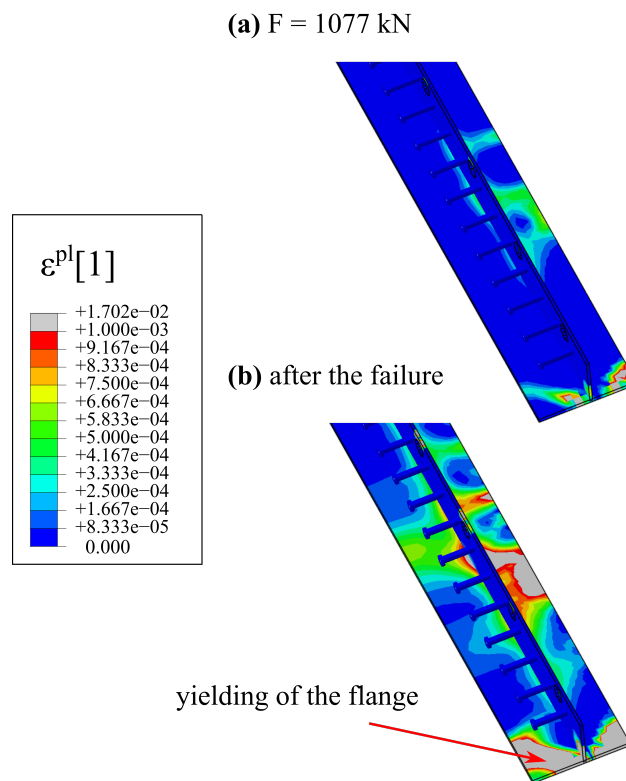 (a) F = 1077 kN
ε^pl[1]
+1.702e−02
+1.000e−03
+9.167e−04
+8.333e−04
+7.500e−04
+6.667e−04
+5.833e−04
+5.000e−04
+4.167e−04
+3.333e−04
+2.500e−04
+1.667e−04
+8.333e−05
0.000
(b) after the failure
yielding of the flange